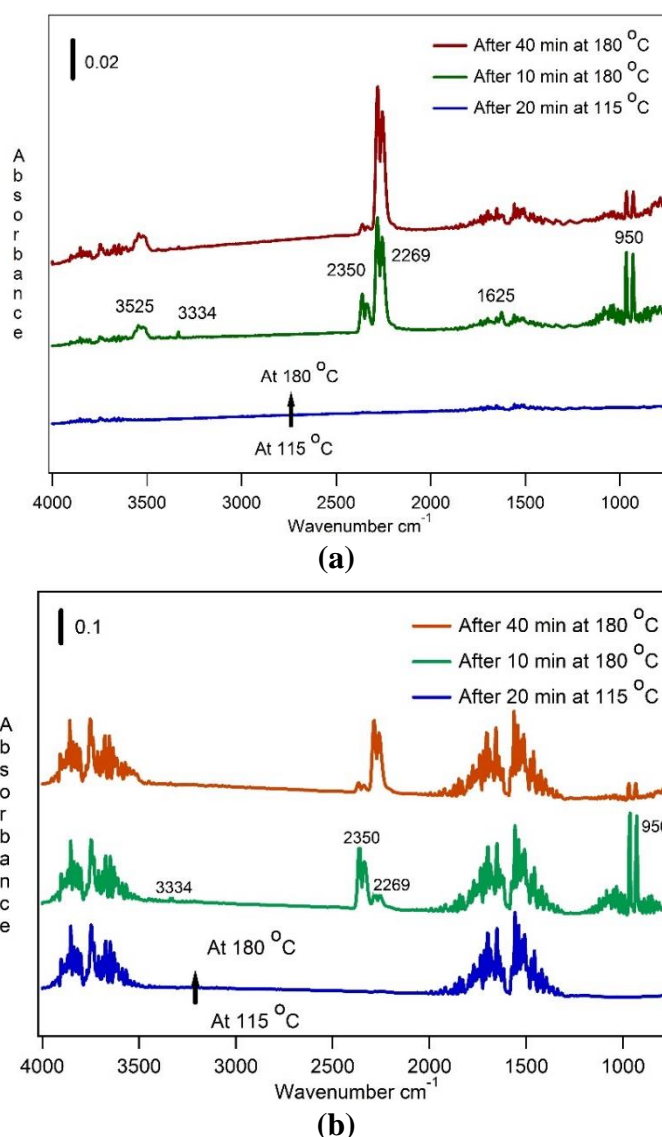 0.02
After 40 min at 180 °C
After 10 min at 180 °C
After 20 min at 115 °C
Absorbance
3525
3334
2350
2269
1625
950
At 180 °C
At 115 °C
4000 3500 3000 2500 2000 1500 1000
Wavenumber cm⁻¹
(a)
0.1
After 40 min at 180 °C
After 10 min at 180 °C
After 20 min at 115 °C
Absorbance
3334
2350
2269
950
At 180 °C
At 115 °C
4000 3500 3000 2500 2000 1500 1000
Wavenumber cm⁻¹
(b)